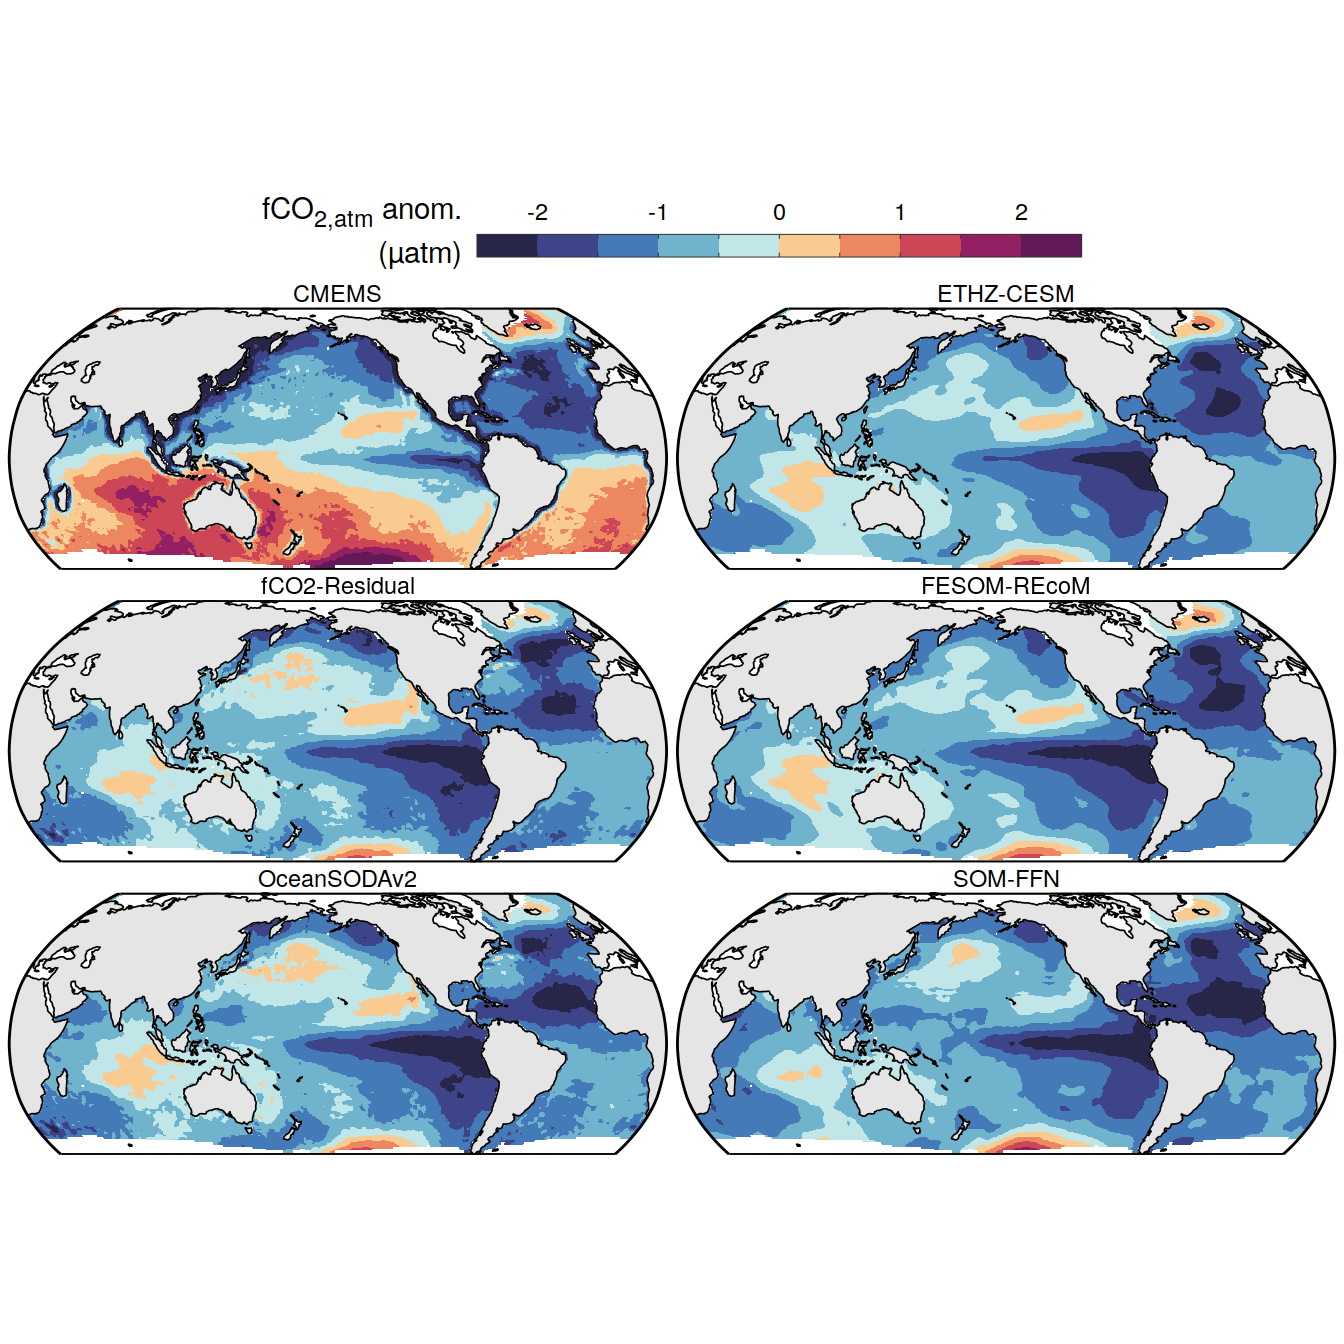 fCO2,atm anom.
(µatm)
-2 -1 0 1 2
CMEMS
ETHZ-CESM
fCO2-Residual
FESOM-REcoM
OceanSODAv2
SOM-FFN